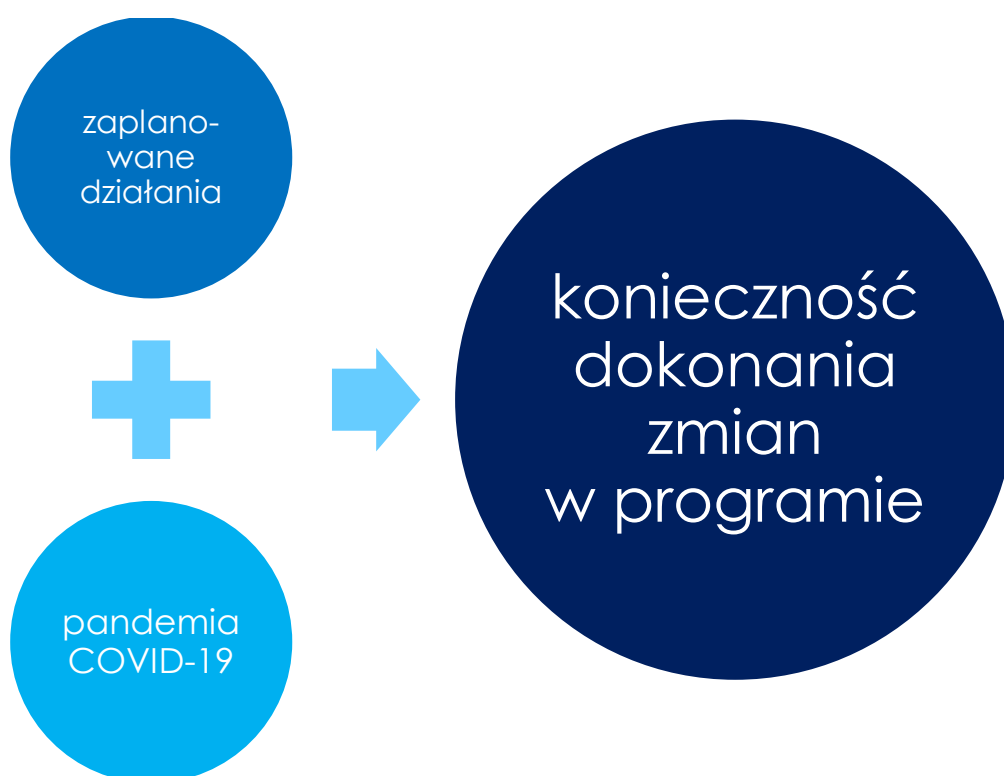 zaplano-
wane
działania
pandemia
COVID-19
konieczność
dokonania
zmian
w programie